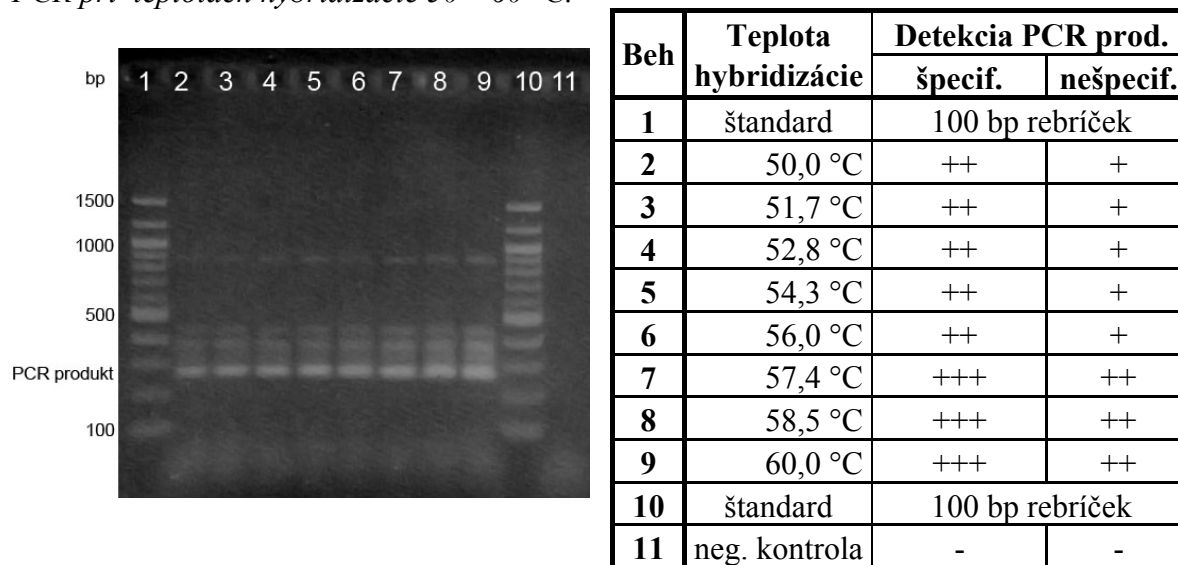 PCR pri teplotách hybridizácie 50 – 60 °C.
bp 1 2 3 4 5 6 7 8 9 10 11
1500
1000
500
PCR produkt
100
Beh Teplota hybridizácie Detekcia PCR prod.
špecif. nešpecif.
1 štandard 100 bp rebríček
2 50,0 °C ++ +
3 51,7 °C ++ +
4 52,8 °C ++ +
5 54,3 °C ++ +
6 56,0 °C ++ +
7 57,4 °C +++ ++
8 58,5 °C +++ ++
9 60,0 °C +++ ++
10 štandard 100 bp rebríček
11 neg. kontrola - -